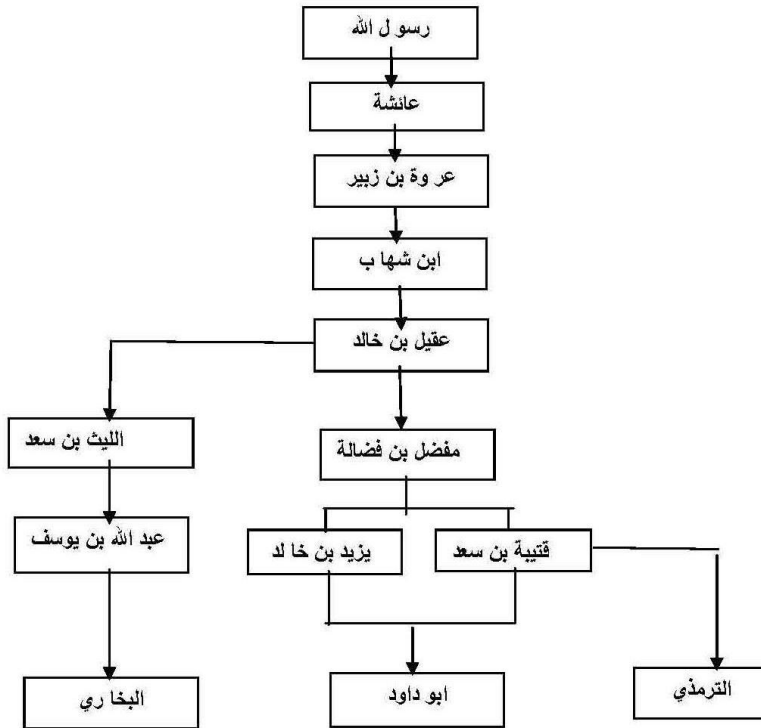 رسو ل الله
عائشة
عر وة بن زبير
ابن شها ب
عقيل بن خالد
الليث بن سعد
مفضل بن فضالة
عبد الله بن يوسف
يزيد بن خا لد
قتيبة بن سعد
البخا ري
ابو داود
الترمذي